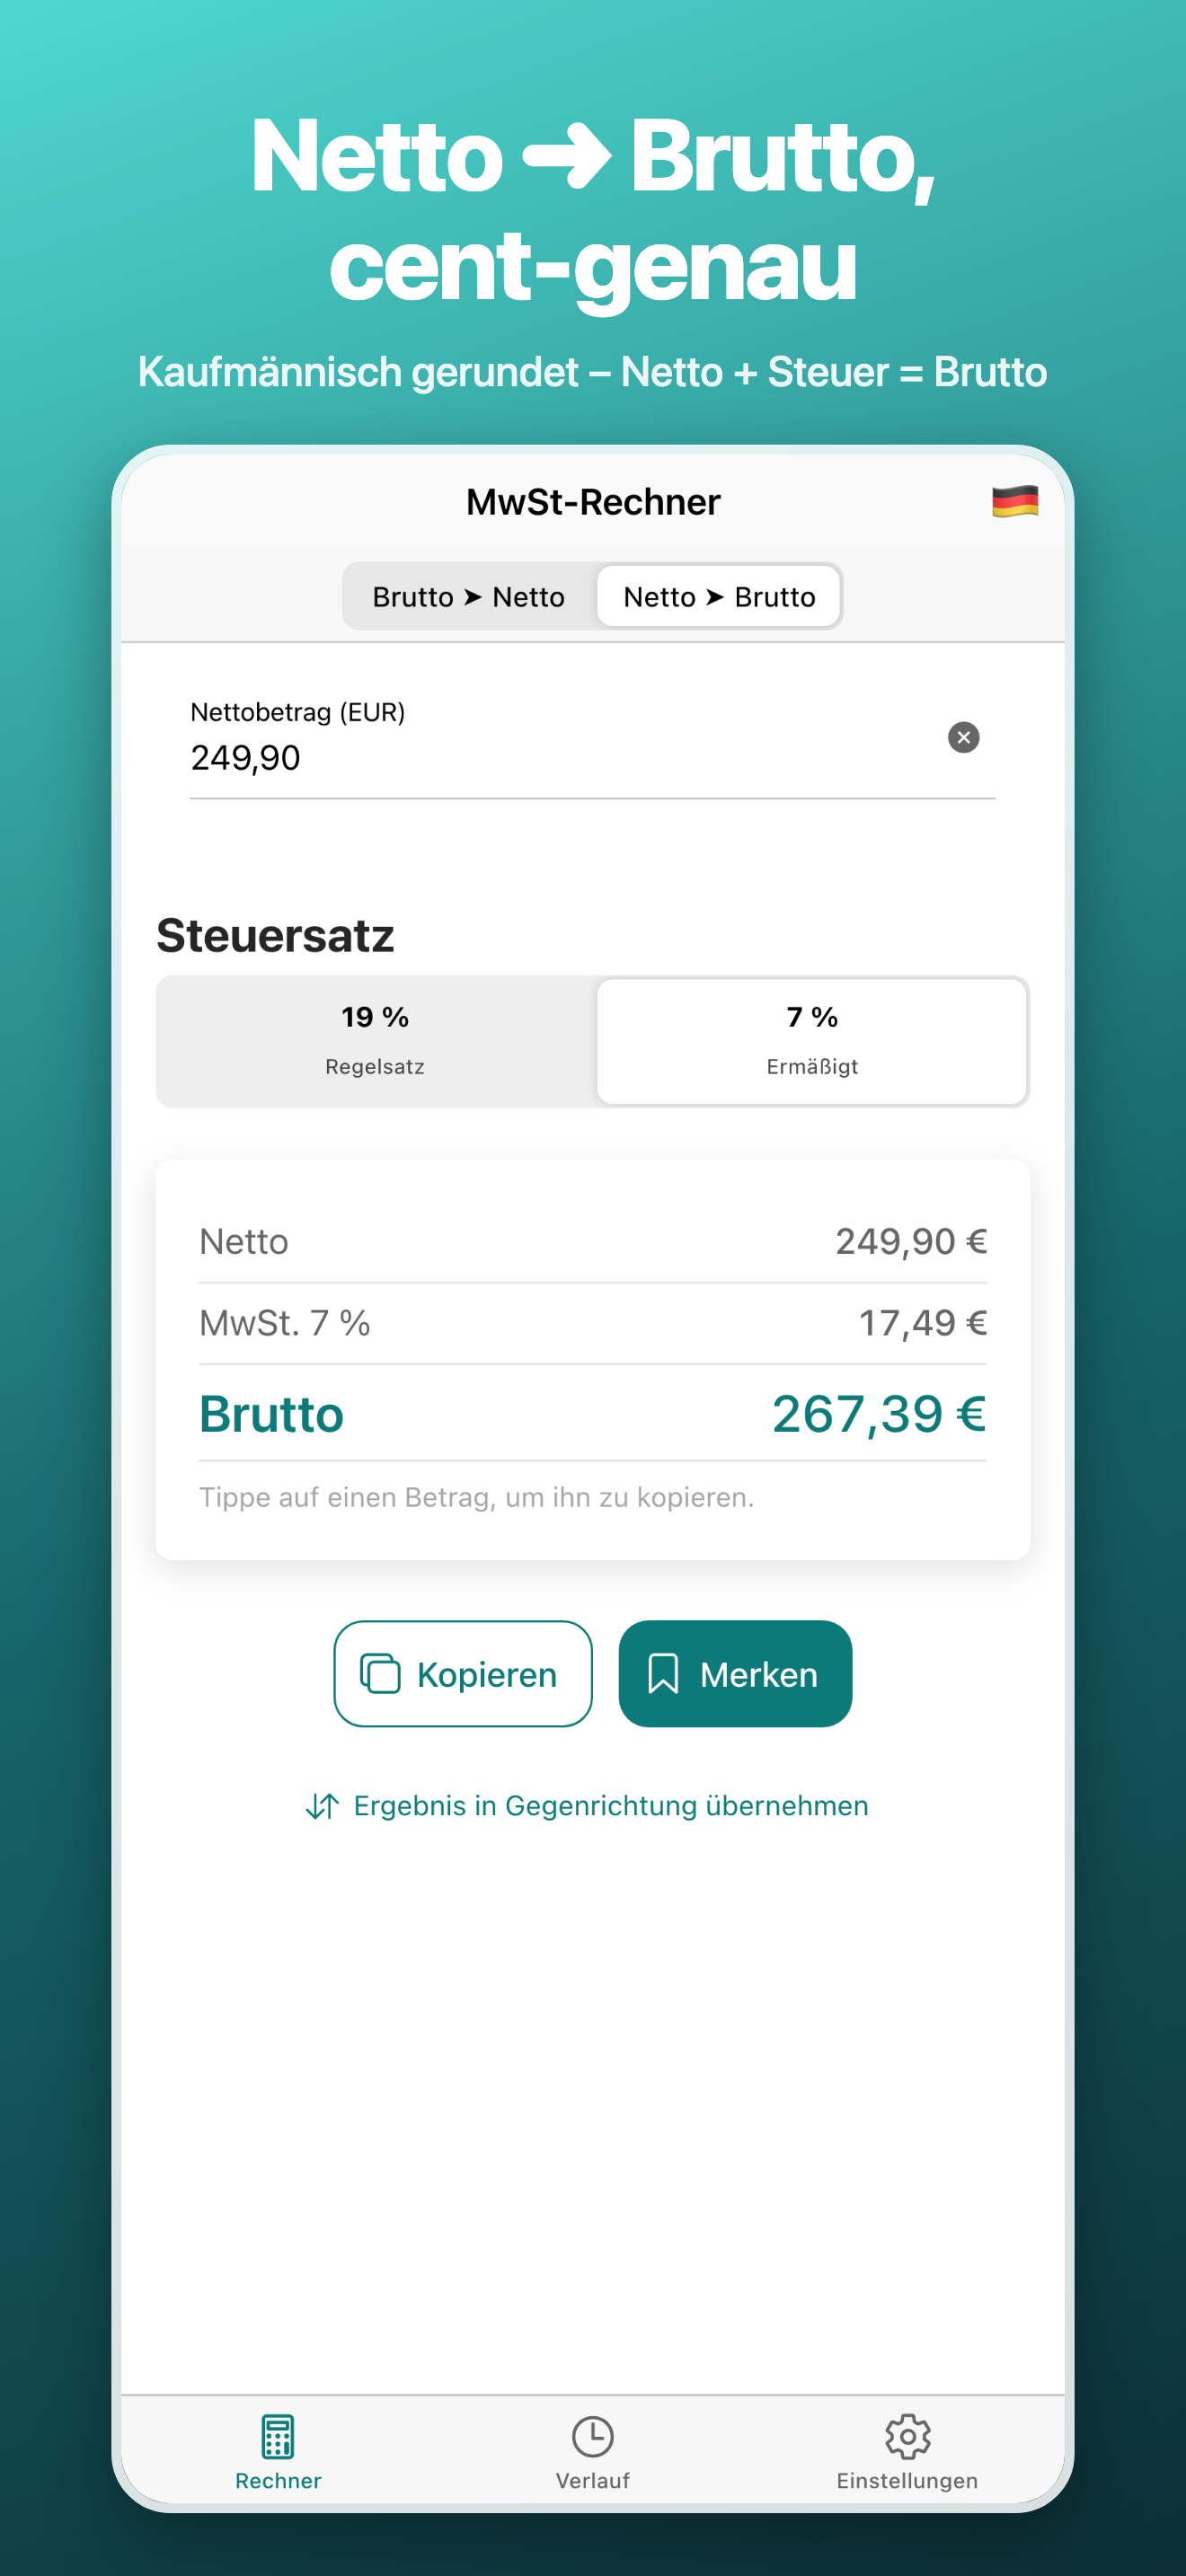 Netto ➜ Brutto,
cent-genau
Kaufmännisch gerundet – Netto + Steuer = Brutto
MwSt-Rechner
Brutto ➤ Netto
Netto ➤ Brutto
Nettobetrag (EUR)
249,90
Steuersatz
19 %
Regelsatz
7 %
Ermäßigt
Netto 249,90 €
MwSt. 7 % 17,49 €
Brutto 267,39 €
Tippe auf einen Betrag, um ihn zu kopieren.
Kopieren
Merken
Ergebnis in Gegenrichtung übernehmen
Rechner
Verlauf
Einstellungen